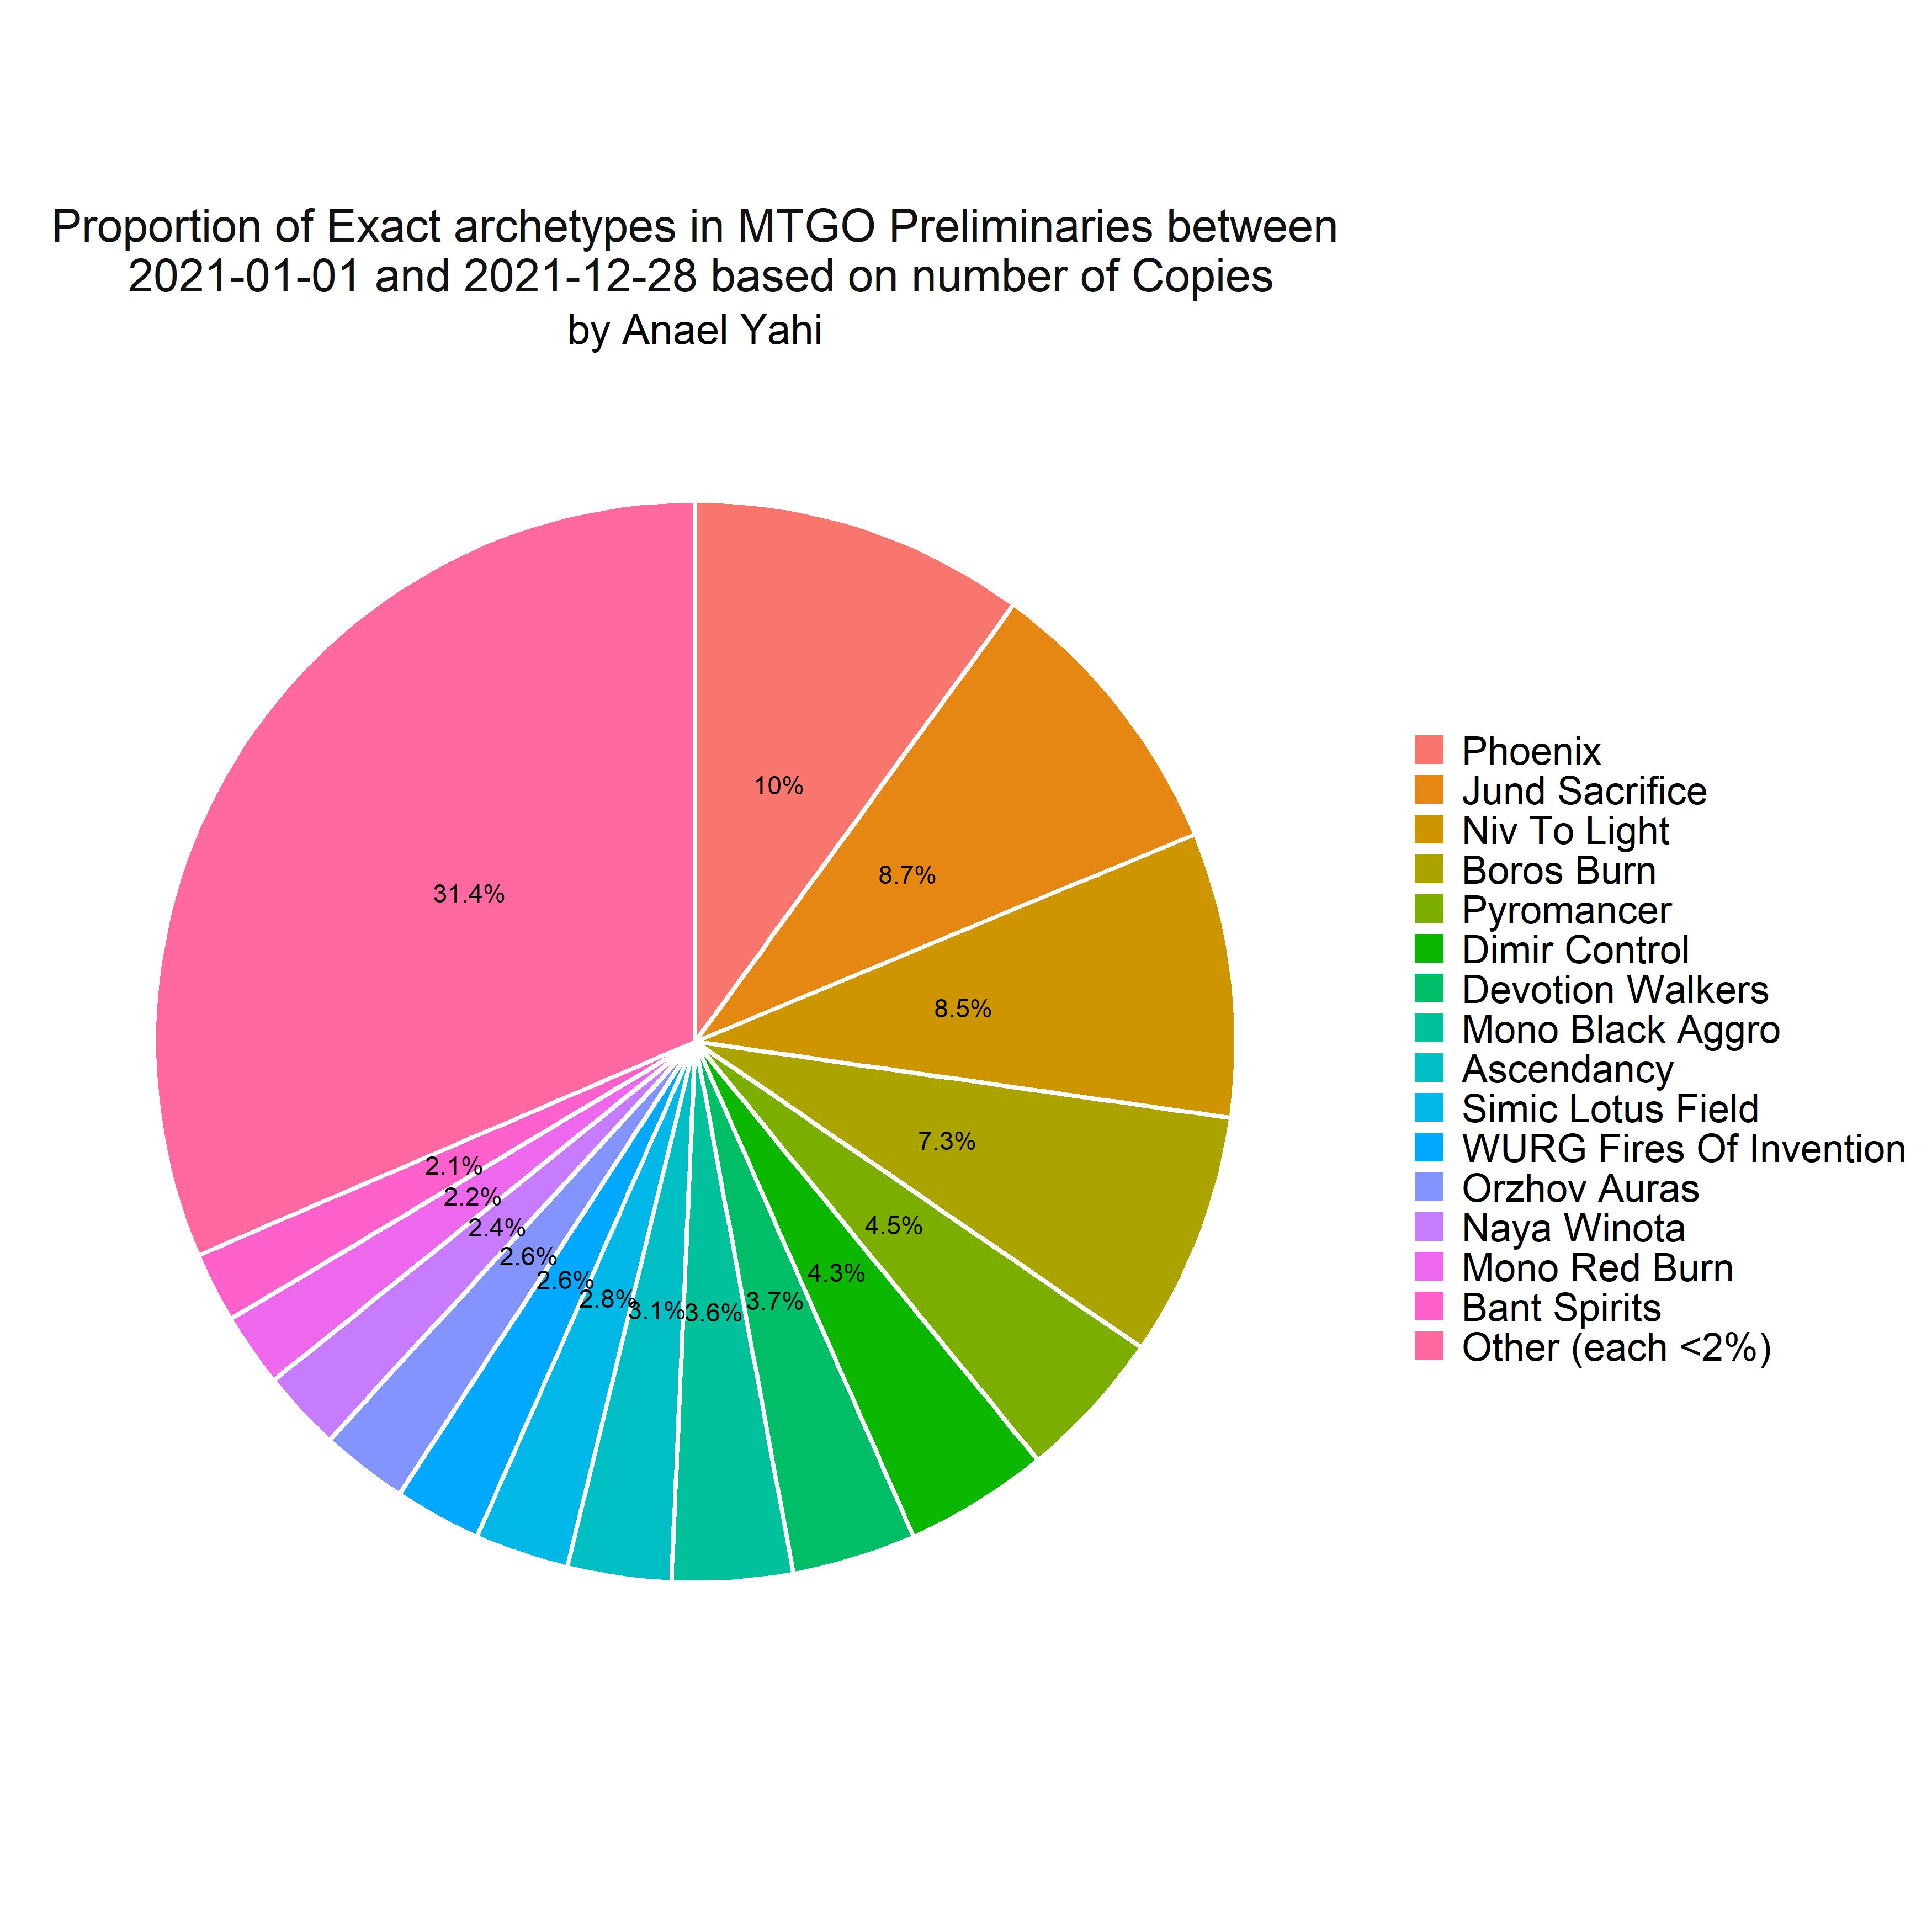 Proportion of Exact archetypes in MTGO Preliminaries between
2021-01-01 and 2021-12-28 based on number of Copies
by Anael Yahi
10%
8.7%
8.5%
7.3%
4.5%
4.3%
3.7%
3.6%
3.1%
2.8%
2.6%
2.6%
2.4%
2.2%
2.1%
31.4%
Phoenix
Jund Sacrifice
Niv To Light
Boros Burn
Pyromancer
Dimir Control
Devotion Walkers
Mono Black Aggro
Ascendancy
Simic Lotus Field
WURG Fires Of Invention
Orzhov Auras
Naya Winota
Mono Red Burn
Bant Spirits
Other (each <2%)